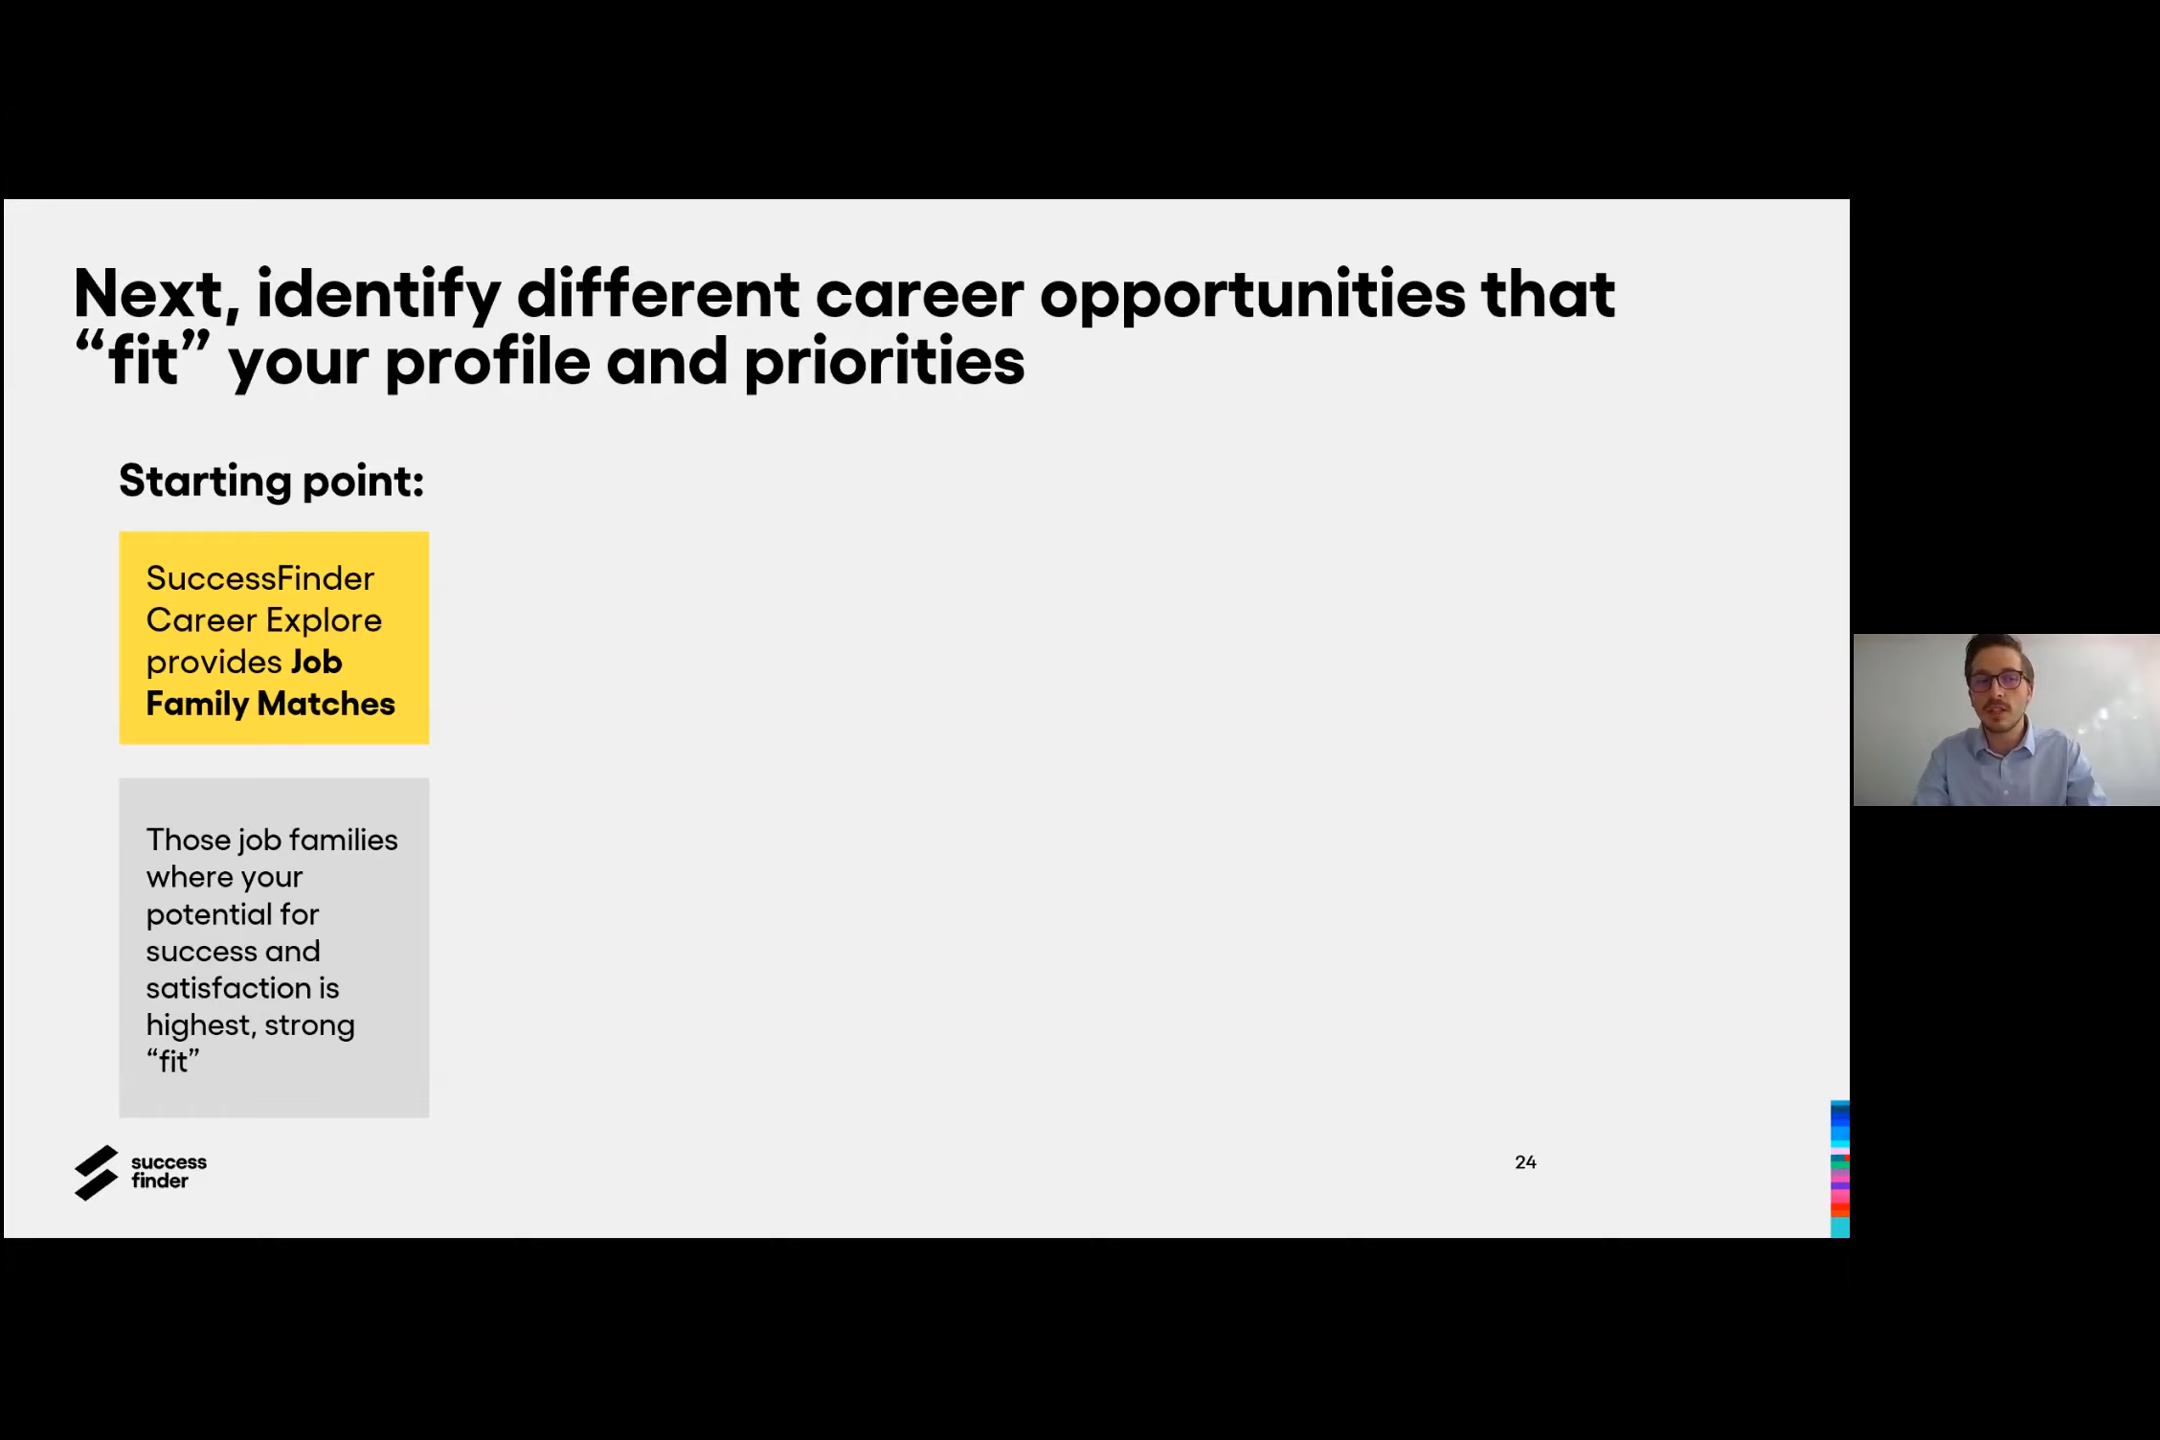 Next, identify different career opportunities that
“fit” your profile and priorities
Starting point:
SuccessFinder
Career Explore
provides Job
Family Matches
Those job families
where your
potential for
success and
satisfaction is
highest, strong
“fit”
success
finder
24